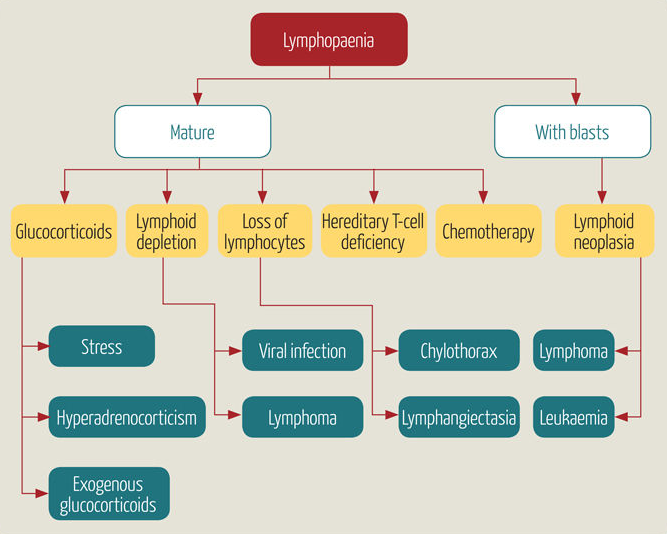 Lymphopaenia
Mature
With blasts
Glucocorticoids
Lymphoid
depletion
Loss of
lymphocytes
Hereditary T-cell
deficiency
Chemotherapy
Lymphoid
neoplasia
Stress
Viral infection
Chylothorax
Lymphoma
Hyperadrenocorticism
Lymphoma
Lymphangiectasia
Leukaemia
Exogenous
glucocorticoids